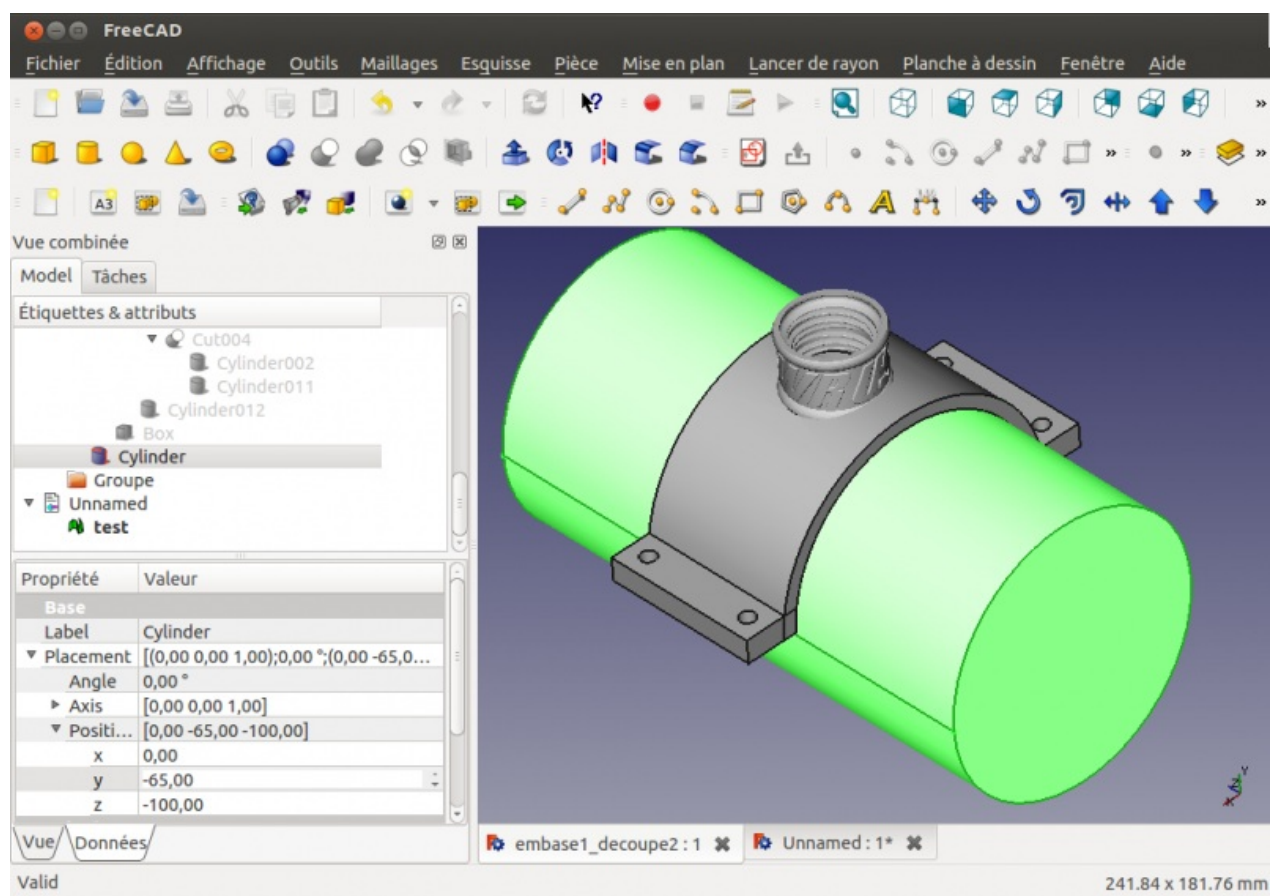 FreeCAD
Fichier Édition Affichage Outils Maillages Esquisse Pièce Mise en plan Lancer de rayon Planche à dessin Fenêtre Aide
»
» » »
A3 A »
Vue combinée
Model Tâches
Étiquettes & attributs
Cut004
Cylinder002
Cylinder011
Cylinder012
Box
Cylinder
Groupe
Unnamed
test
Propriété Valeur
Base
Label Cylinder
Placement [(0,00 0,00 1,00);0,00 °;(0,00 -65,0...
Angle 0,00 °
Axis [0,00 0,00 1,00]
Positi... [0,00 -65,00 -100,00]
x 0,00
y -65,00
z -100,00
Vue Données
embase1_decoupe2 : 1 Unnamed : 1*
Y
Z
X
Valid 241.84 x 181.76 mm